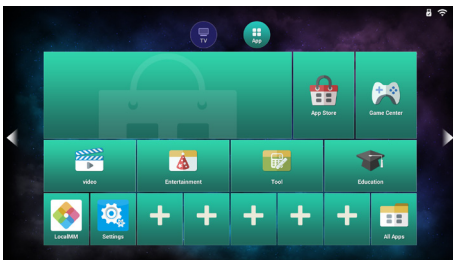 TV
App
App Store
Game Center
video
Entertainment
Tool
Education
LocalMM
Settings
All Apps